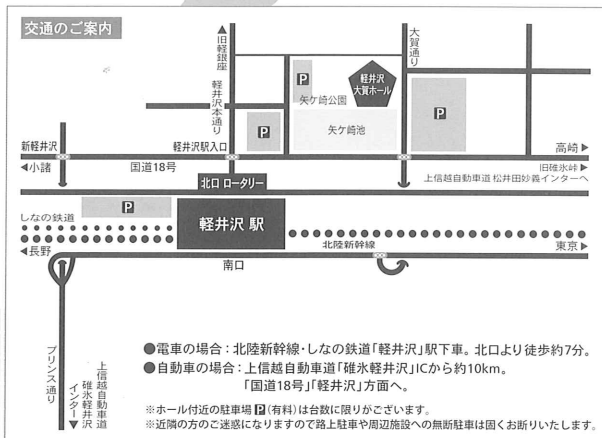 交通のご案内
▲旧軽銀座
大賀通り
軽井沢本通り
P
軽井沢
大賀ホール
矢ケ崎公園
P
P
矢ケ崎池
新軽井沢
軽井沢駅入口
高崎▶
◀小諸
国道18号
旧碓氷峠▶
上信越自動車道 松井田妙義インターへ
北口 ロータリー
P
しなの鉄道
軽井沢 駅
北陸新幹線
◀長野
東京▶
南口
プリンス通り
上信越自動車道
碓氷軽井沢
インター▼
●電車の場合：北陸新幹線・しなの鉄道「軽井沢」駅下車。北口より徒歩約7分。
●自動車の場合：上信越自動車道「碓氷軽井沢」ICから約10km。
「国道18号」「軽井沢」方面へ。
※ホール付近の駐車場P(有料)は台数に限りがございます。
※近隣の方のご迷惑になりますので路上駐車や周辺施設への無断駐車は固くお断りいたします。